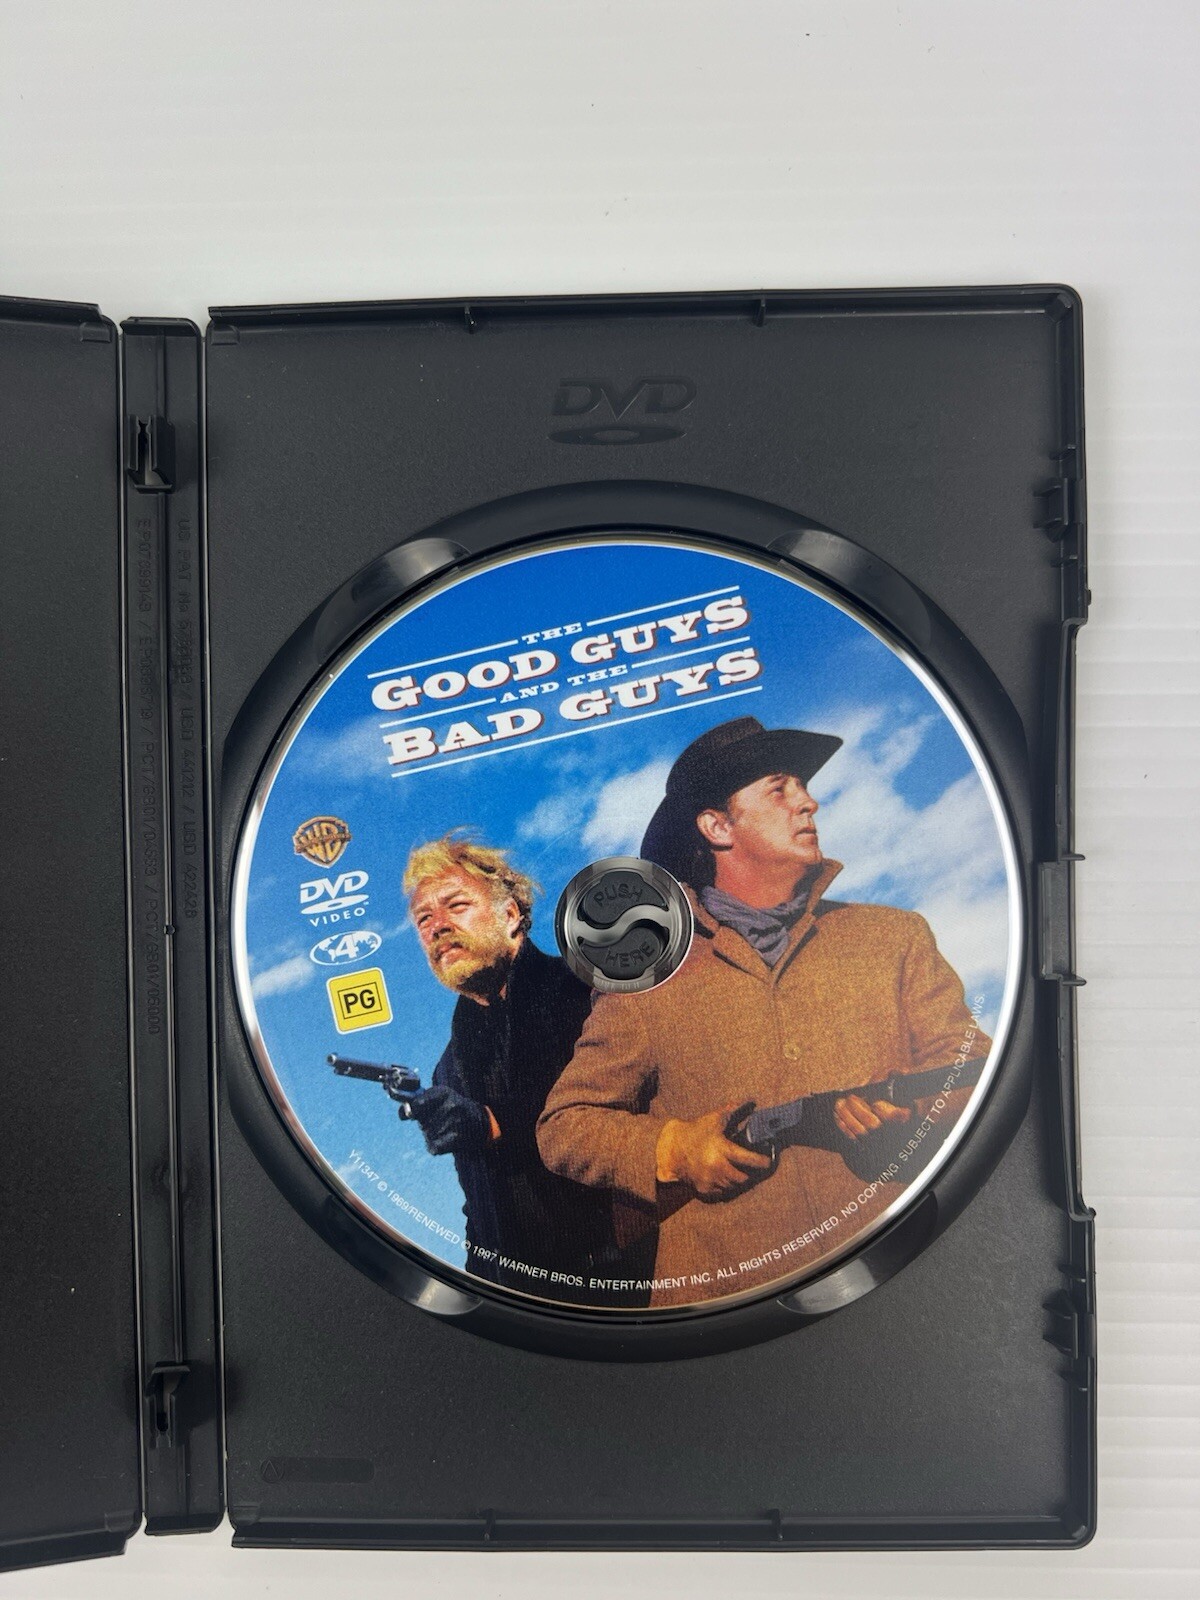 DVD
THE
GOOD GUYS
AND THE
BAD GUYS
WB
DVD
VIDEO
4
PG
PUSH
HERE
Y11347 © 1969/RENEWED © 1997 WARNER BROS. ENTERTAINMENT INC. ALL RIGHTS RESERVED. NO COPYING. SUBJECT TO APPLICABLE LAWS.